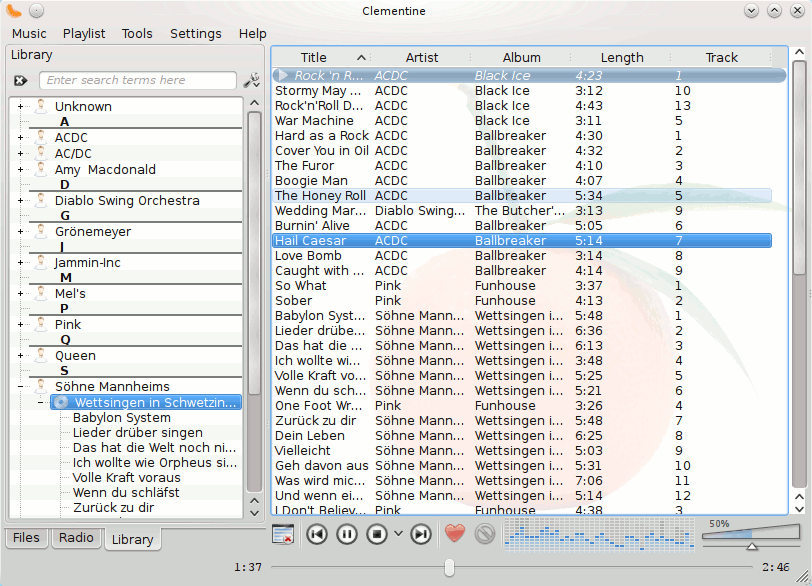 Clementine
Music Playlist Tools Settings Help
Library
Enter search terms here
Unknown
A
ACDC
AC/DC
Amy Macdonald
D
Diablo Swing Orchestra
G
Grönemeyer
J
Jammin-Inc
M
Mel's
P
Pink
Q
Queen
S
Söhne Mannheims
Wettsingen in Schwetzin...
Babylon System
Lieder drüber singen
Das hat die Welt noch ni...
Ich wollte wie Orpheus si...
Volle Kraft voraus
Wenn du schläfst
Zurück zu dir
Files Radio Library
Title Artist Album Length Track
Rock 'n R... ACDC Black Ice 4:23 1
Stormy May ... ACDC Black Ice 3:12 10
Rock'n'Roll D... ACDC Black Ice 4:43 13
War Machine ACDC Black Ice 3:11 5
Hard as a Rock ACDC Ballbreaker 4:30 1
Cover You in Oil ACDC Ballbreaker 4:32 2
The Furor ACDC Ballbreaker 4:10 3
Boogie Man ACDC Ballbreaker 4:07 4
The Honey Roll ACDC Ballbreaker 5:34 5
Wedding Mar... Diablo Swing... The Butcher'... 3:13 9
Burnin' Alive ACDC Ballbreaker 5:05 6
Hail Caesar ACDC Ballbreaker 5:14 7
Love Bomb ACDC Ballbreaker 3:14 8
Caught with ... ACDC Ballbreaker 4:14 9
So What Pink Funhouse 3:37 1
Sober Pink Funhouse 4:13 2
Babylon Syst... Söhne Mann... Wettsingen i... 5:48 1
Lieder drübe... Söhne Mann... Wettsingen i... 6:36 2
Das hat die ... Söhne Mann... Wettsingen i... 6:13 3
Ich wollte wi... Söhne Mann... Wettsingen i... 3:48 4
Volle Kraft vo... Söhne Mann... Wettsingen i... 5:25 5
Wenn du sch... Söhne Mann... Wettsingen i... 5:21 6
One Foot Wr... Pink Funhouse 3:26 4
Zurück zu dir Söhne Mann... Wettsingen i... 5:48 7
Dein Leben Söhne Mann... Wettsingen i... 6:25 8
Vielleicht Söhne Mann... Wettsingen i... 5:03 9
Geh davon aus Söhne Mann... Wettsingen i... 5:31 10
Was wird mic... Söhne Mann... Wettsingen i... 7:06 11
Und wenn ei... Söhne Mann... Wettsingen i... 5:14 12
I Don't Believ... Pink Funhouse 4:38 3
50%
1:37 2:46